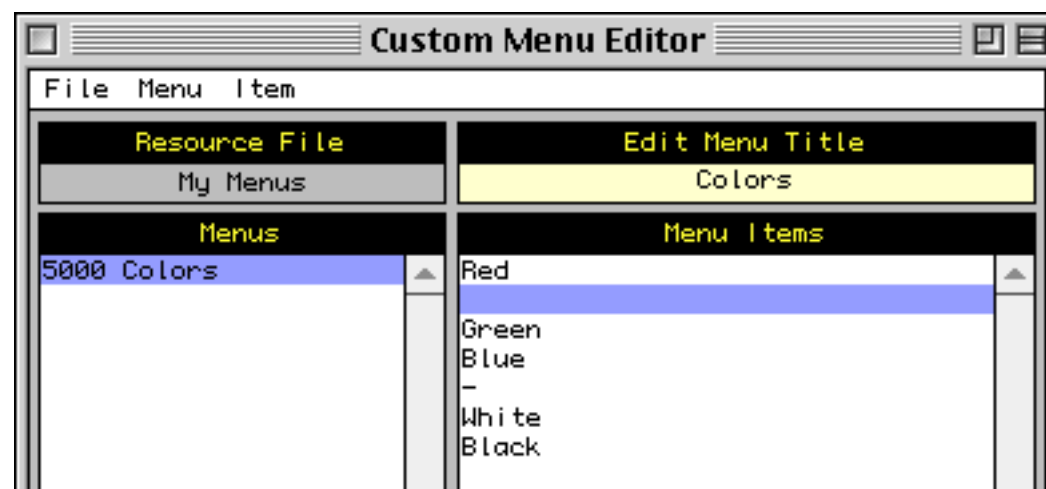 Custom Menu Editor
File Menu Item
Resource File
My Menus
Edit Menu Title
Colors
Menus
5000 Colors
Menu Items
Red
Green
Blue
-
White
Black